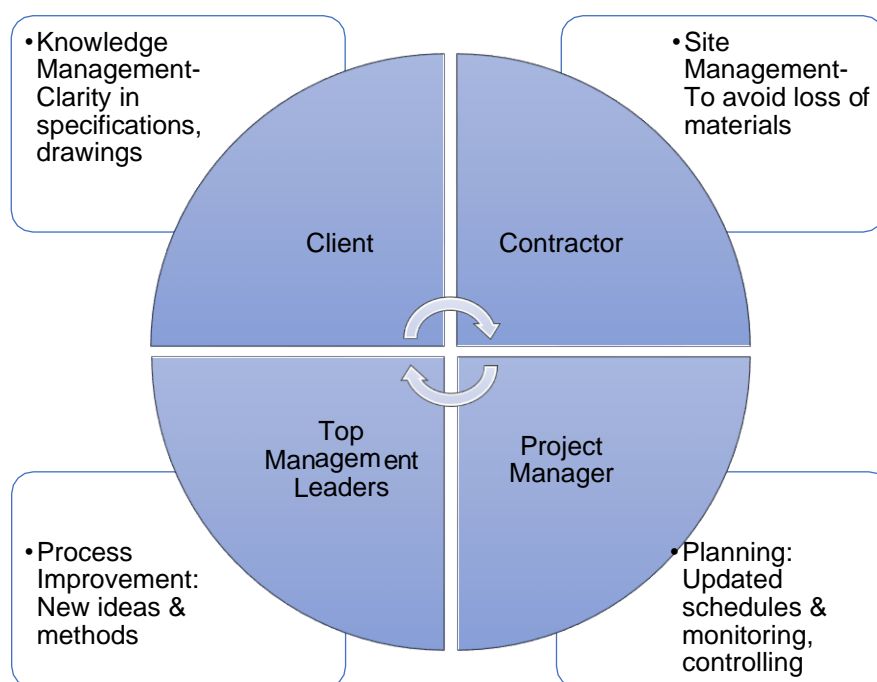 •Knowledge
Management-
Clarity in
specifications,
drawings
•Site
Management-
To avoid loss of
materials
Client
Contractor
Top
Management
Leaders
Project
Manager
•Process
Improvement:
New ideas &
methods
•Planning:
Updated
schedules &
monitoring,
controlling